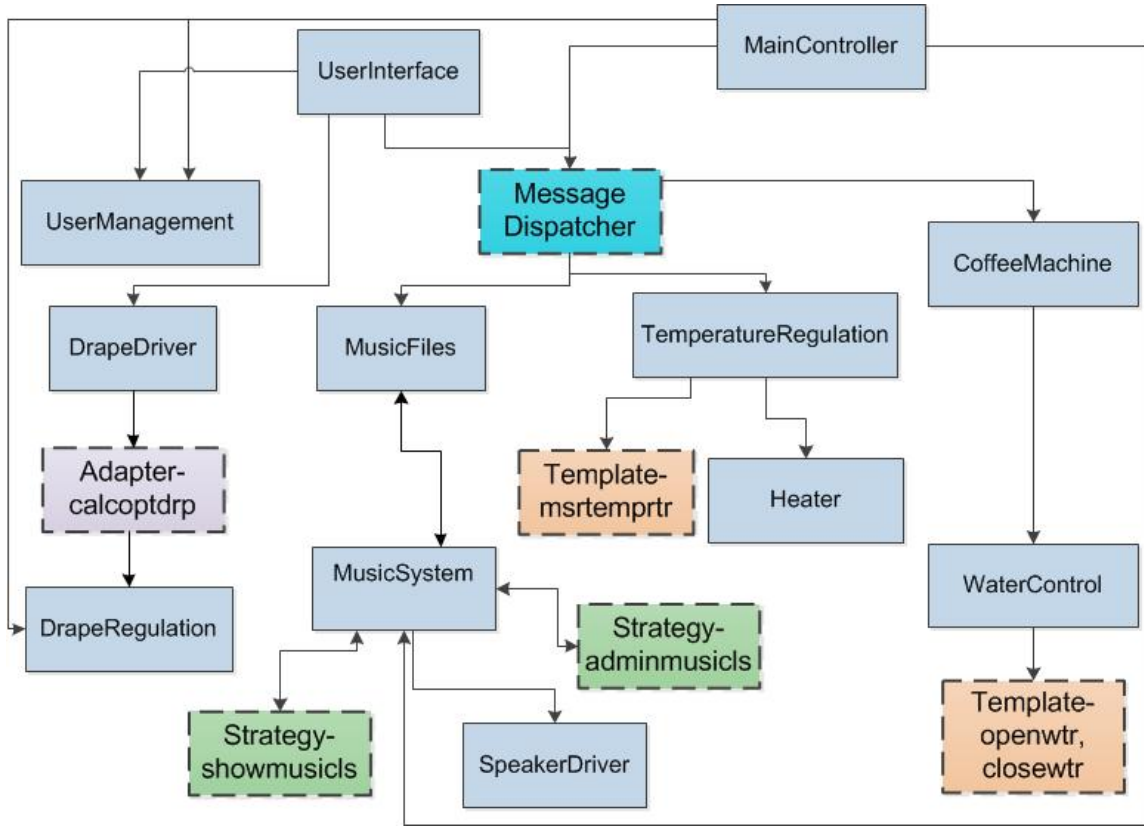 MainController
UserInterface
Message
Dispatcher
UserManagement
CoffeeMachine
DrapeDriver
MusicFiles
TemperatureRegulation
Adapter-
calcoptdrp
Template-
msrtemprtr
Heater
MusicSystem
WaterControl
DrapeRegulation
Strategy-
adminmusicls
Strategy-
showmusicls
SpeakerDriver
Template-
openwtr,
closewtr